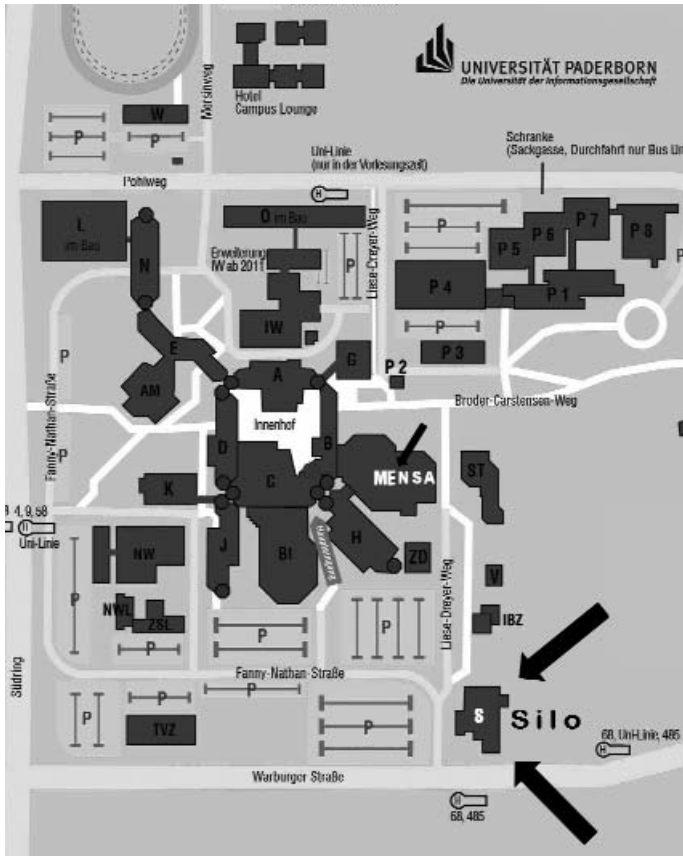 UNIVERSITÄT PADERBORN
Die Universität der Informationsgesellschaft
Hotel
Campus Lounge
Mersinweg
W
P
P
Uni-Linie
(nur in der Vorlesungszeit)
H
Schranke
(Sackgasse, Durchfahrt nur Bus Un
Pohlweg
L
im Bau
N
O im Bau
Erweiterung
IW ab 2011
P
Liese-Dreyer-Weg
P
P 5
P 6
P 7
P 8
P
P 4
P 1
IW
P
P 3
P
E
AM
A
G
P 2
Broder-Carstensen-Weg
Fanny-Nathan-Straße
Innenhof
P
D
B
C
MENSA
ST
K
4, 9, 58
H
Uni-Linie
NW
J
BI
H
ZD
Liese-Dreyer-Weg
V
P
NWL
ZSL
P
P
P
IBZ
Fanny-Nathan-Straße
Südring
P
P
P
TVZ
P
S
Silo
68, Uni-Linie, 485
H
Warburger Straße
H
68, 485